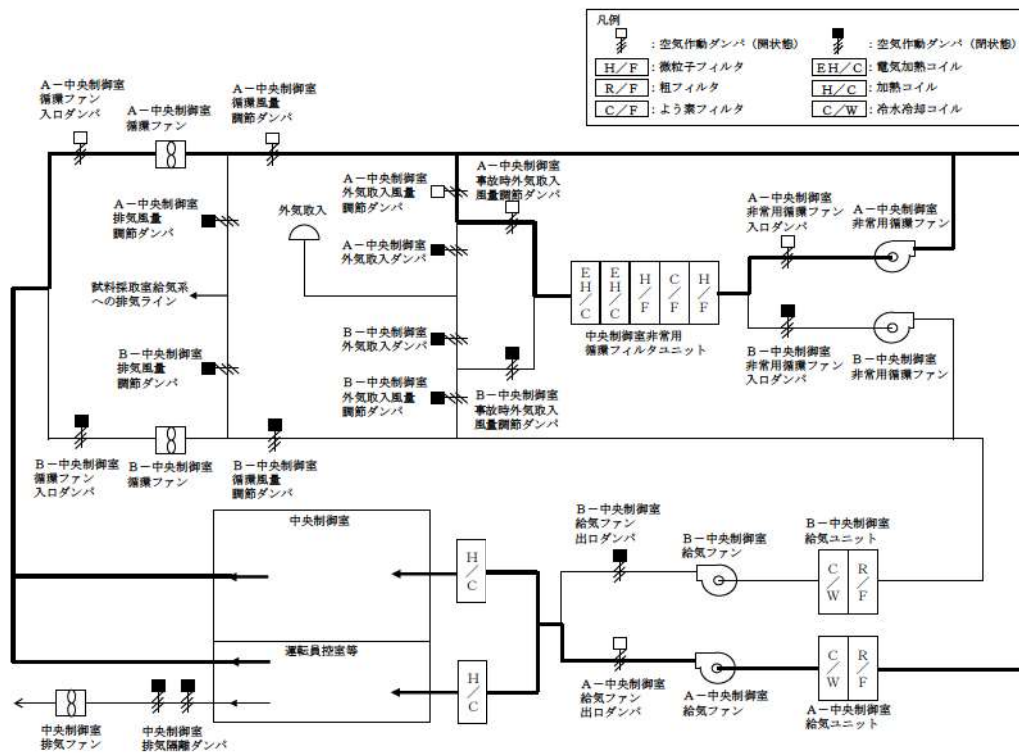 凡例
：空気作動ダンパ（開状態）
：空気作動ダンパ（閉状態）
H/F ：微粒子フィルタ
EH/C ：電気加熱コイル
R/F ：粗フィルタ
H/C ：加熱コイル
C/F ：よう素フィルタ
C/W ：冷水冷却コイル
A－中央制御室
循環ファン
入口ダンパ
A－中央制御室
循環ファン
A－中央制御室
循環風量
調節ダンパ
A－中央制御室
排気風量
調節ダンパ
外気取入
A－中央制御室
外気取入風量
調節ダンパ
A－中央制御室
事故時外気取入
風量調節ダンパ
A－中央制御室
外気取入ダンパ
A－中央制御室
非常用循環ファン
入口ダンパ
A－中央制御室
非常用循環ファン
試料採取室給気系
への排気ライン
EH/C
EH/C
H/F
C/F
H/F
中央制御室非常用
循環フィルタユニット
B－中央制御室
排気風量
調節ダンパ
B－中央制御室
外気取入ダンパ
B－中央制御室
外気取入風量
調節ダンパ
B－中央制御室
事故時外気取入
風量調節ダンパ
B－中央制御室
非常用循環ファン
入口ダンパ
B－中央制御室
非常用循環ファン
B－中央制御室
循環ファン
入口ダンパ
B－中央制御室
循環ファン
B－中央制御室
循環風量
調節ダンパ
中央制御室
H/C
B－中央制御室
給気ファン
出口ダンパ
B－中央制御室
給気ファン
B－中央制御室
給気ユニット
C/W
R/F
運転員控室等
H/C
A－中央制御室
給気ファン
出口ダンパ
A－中央制御室
給気ファン
C/W
R/F
A－中央制御室
給気ユニット
中央制御室
排気ファン
中央制御室
排気隔離ダンパ